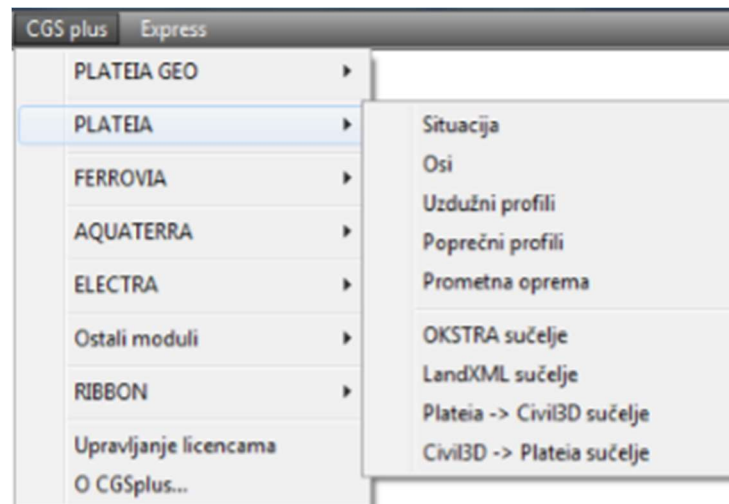 CGS plus Express
PLATEIA GEO
PLATEIA
FERROVIA
AQUATERRA
ELECTRA
Ostali moduli
RIBBON
Upravljanje licencama
O CGSplus...
Situacija
Osi
Uzdužni profili
Poprečni profili
Prometna oprema
OKSTRA sučelje
LandXML sučelje
Plateia -> Civil3D sučelje
Civil3D -> Plateia sučelje